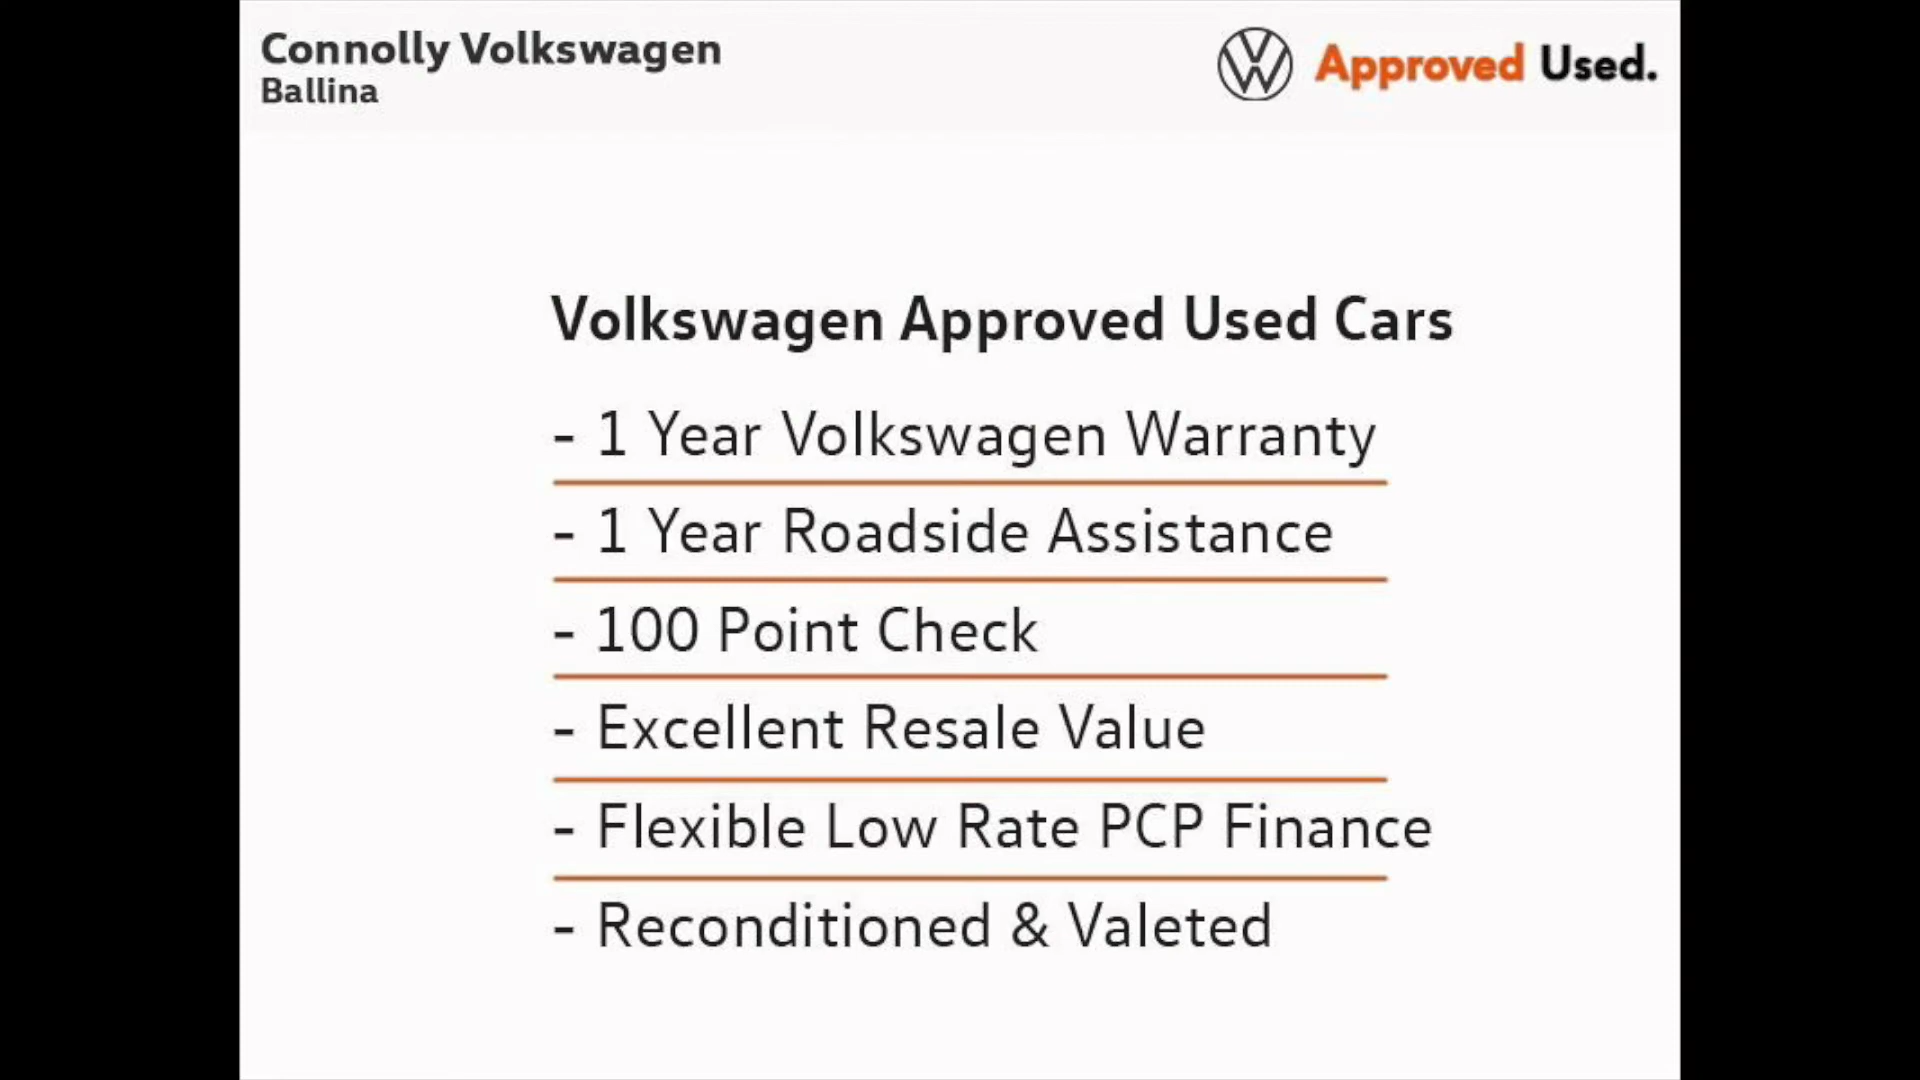 Connolly Volkswagen
Ballina
Approved Used.
Volkswagen Approved Used Cars
- 1 Year Volkswagen Warranty
- 1 Year Roadside Assistance
- 100 Point Check
- Excellent Resale Value
- Flexible Low Rate PCP Finance
- Reconditioned & Valeted